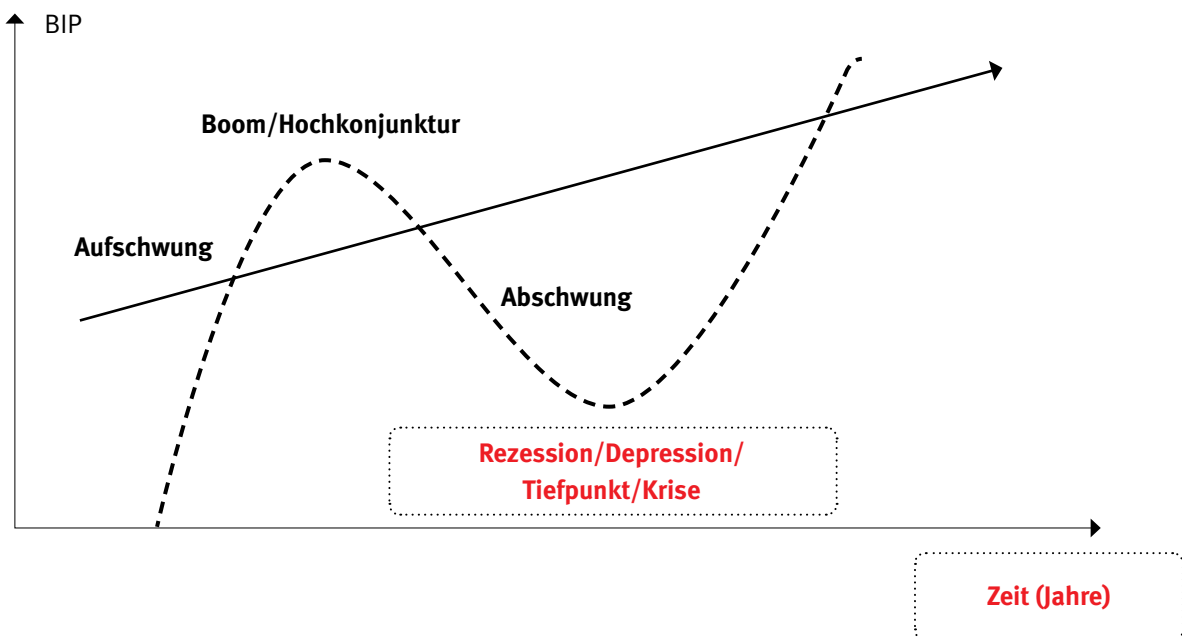 BIP
Boom/Hochkonjunktur
Aufschwung
Abschwung
Rezession/Depression/
Tiefpunkt/Krise
Zeit (Jahre)